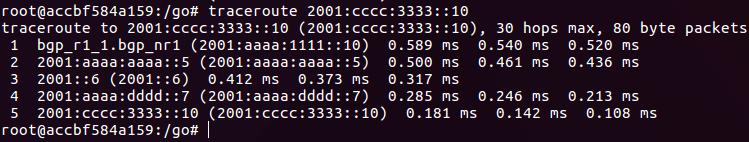 root@accbf584a159:/go# traceroute 2001:cccc:3333::10
traceroute to 2001:cccc:3333::10 (2001:cccc:3333::10), 30 hops max, 80 byte packets
 1  bgp_r1_1.bgp_nr1 (2001:aaaa:1111::10)  0.589 ms  0.540 ms  0.520 ms
 2  2001:aaaa:aaaa::5 (2001:aaaa:aaaa::5)  0.500 ms  0.461 ms  0.436 ms
 3  2001::6 (2001::6)  0.412 ms  0.373 ms  0.317 ms
 4  2001:aaaa:dddd::7 (2001:aaaa:dddd::7)  0.285 ms  0.246 ms  0.213 ms
 5  2001:cccc:3333::10 (2001:cccc:3333::10)  0.181 ms  0.142 ms  0.108 ms
root@accbf584a159:/go#